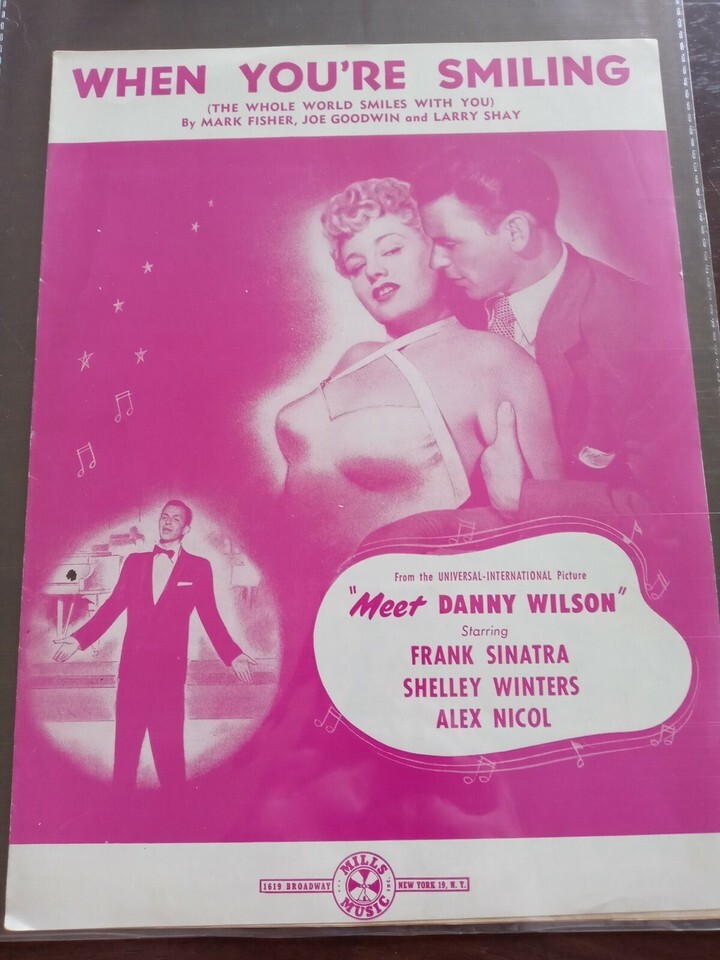 WHEN YOU'RE SMILING
(THE WHOLE WORLD SMILES WITH YOU)
By MARK FISHER, JOE GOODWIN and LARRY SHAY
From the UNIVERSAL-INTERNATIONAL Picture
"Meet DANNY WILSON"
Starring
FRANK SINATRA
SHELLEY WINTERS
ALEX NICOL
1619 BROADWAY MILLS MUSIC INC. NEW YORK 19, N. Y.